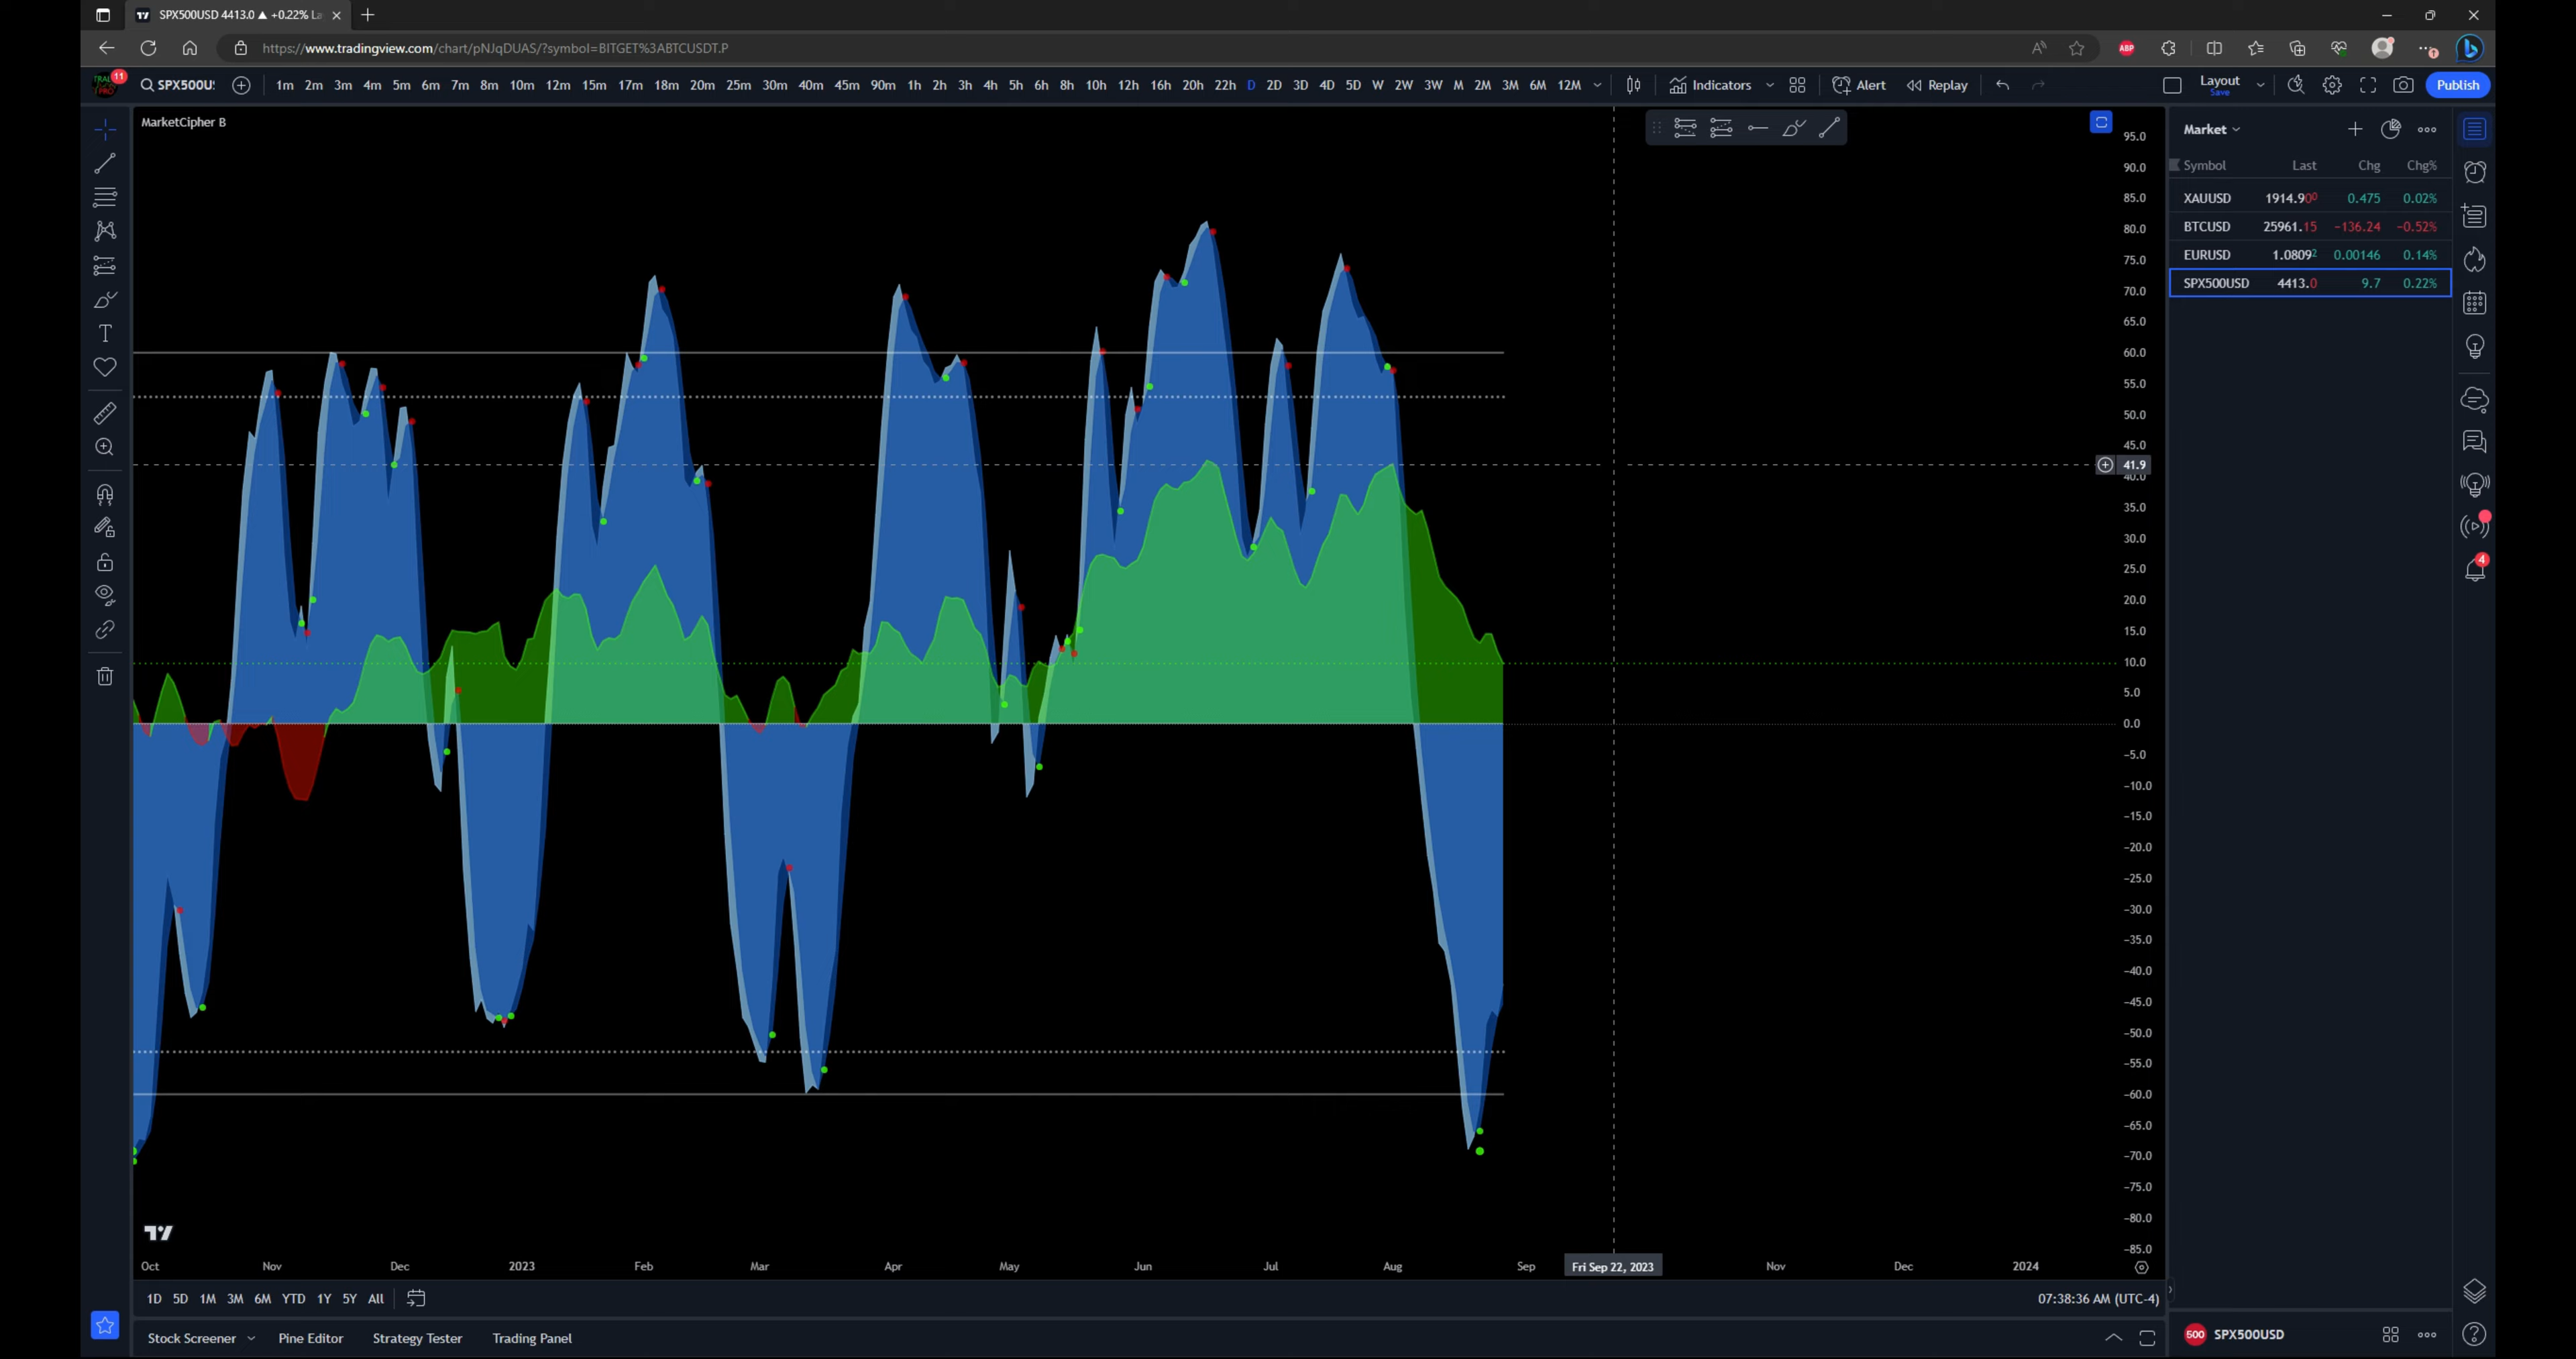 SPX500USD 4413.0 ▲ +0.22% La
https://www.tradingview.com/chart/pNJqDUAS/?symbol=BITGET%3ABTCUSDT.P
ABP
11
SPX500U
1m 2m 3m 4m 5m 6m 7m 8m 10m 12m 15m 17m 18m 20m 25m 30m 40m 45m 90m 1h 2h 3h 4h 5h 6h 8h 10h 12h 16h 20h 22h D 2D 3D 4D 5D W 2W 3W M 2M 3M 6M 12M
Indicators
Alert
Replay
Layout
Save
Publish
MarketCipher B
95.0
90.0
85.0
80.0
75.0
70.0
65.0
60.0
55.0
50.0
45.0
41.9
40.0
35.0
30.0
25.0
20.0
15.0
10.0
5.0
0.0
−5.0
−10.0
−15.0
−20.0
−25.0
−30.0
−35.0
−40.0
−45.0
−50.0
−55.0
−60.0
−65.0
−70.0
−75.0
−80.0
−85.0
Market
Symbol Last Chg Chg%
XAUUSD 1914.900 0.475 0.02%
BTCUSD 25961.15 −136.24 −0.52%
EURUSD 1.08092 0.00146 0.14%
SPX500USD 4413.0 9.7 0.22%
4
Oct Nov Dec 2023 Feb Mar Apr May Jun Jul Aug Sep Fri Sep 22, 2023 Nov Dec 2024
1D 5D 1M 3M 6M YTD 1Y 5Y All
07:38:36 AM (UTC-4)
Stock Screener Pine Editor Strategy Tester Trading Panel
500 SPX500USD